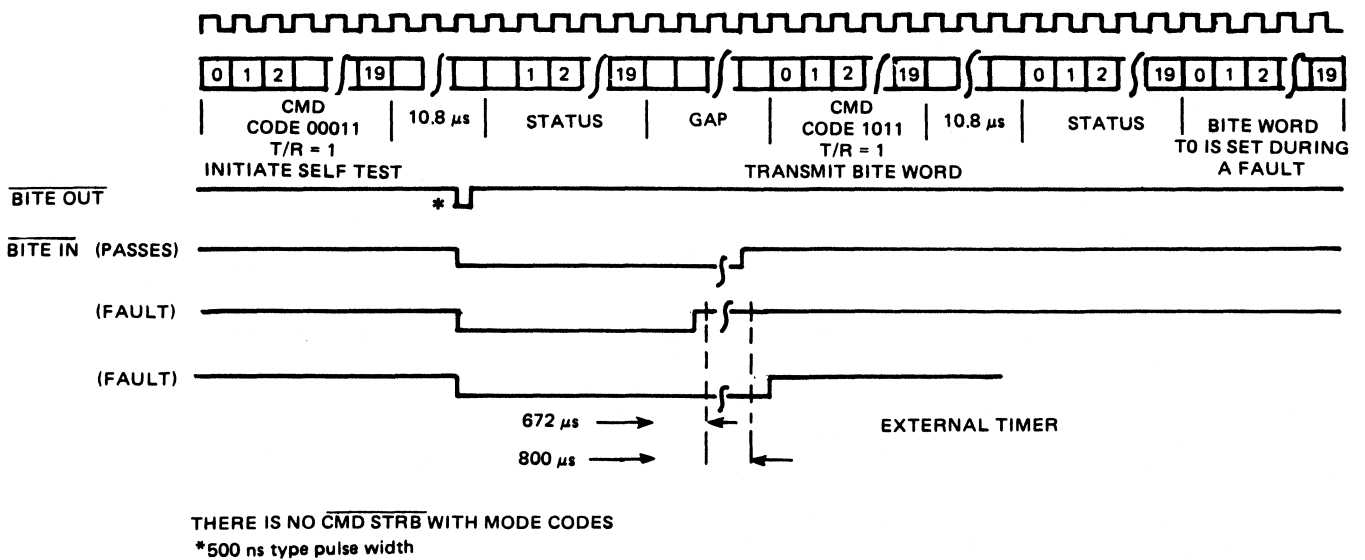 0 1 2 19 1 2 19 0 1 2 19 0 1 2 19 0 1 2 19
CMD
CODE 00011
T/R = 1
INITIATE SELF TEST
10.8 μs
STATUS
GAP
CMD
CODE 1011
T/R = 1
TRANSMIT BITE WORD
10.8 μs
STATUS
BITE WORD
T0 IS SET DURING
A FAULT
BITE OUT
*
BITE IN (PASSES)
(FAULT)
(FAULT)
672 μs
EXTERNAL TIMER
800 μs
THERE IS NO CMD STRB WITH MODE CODES
*500 ns type pulse width